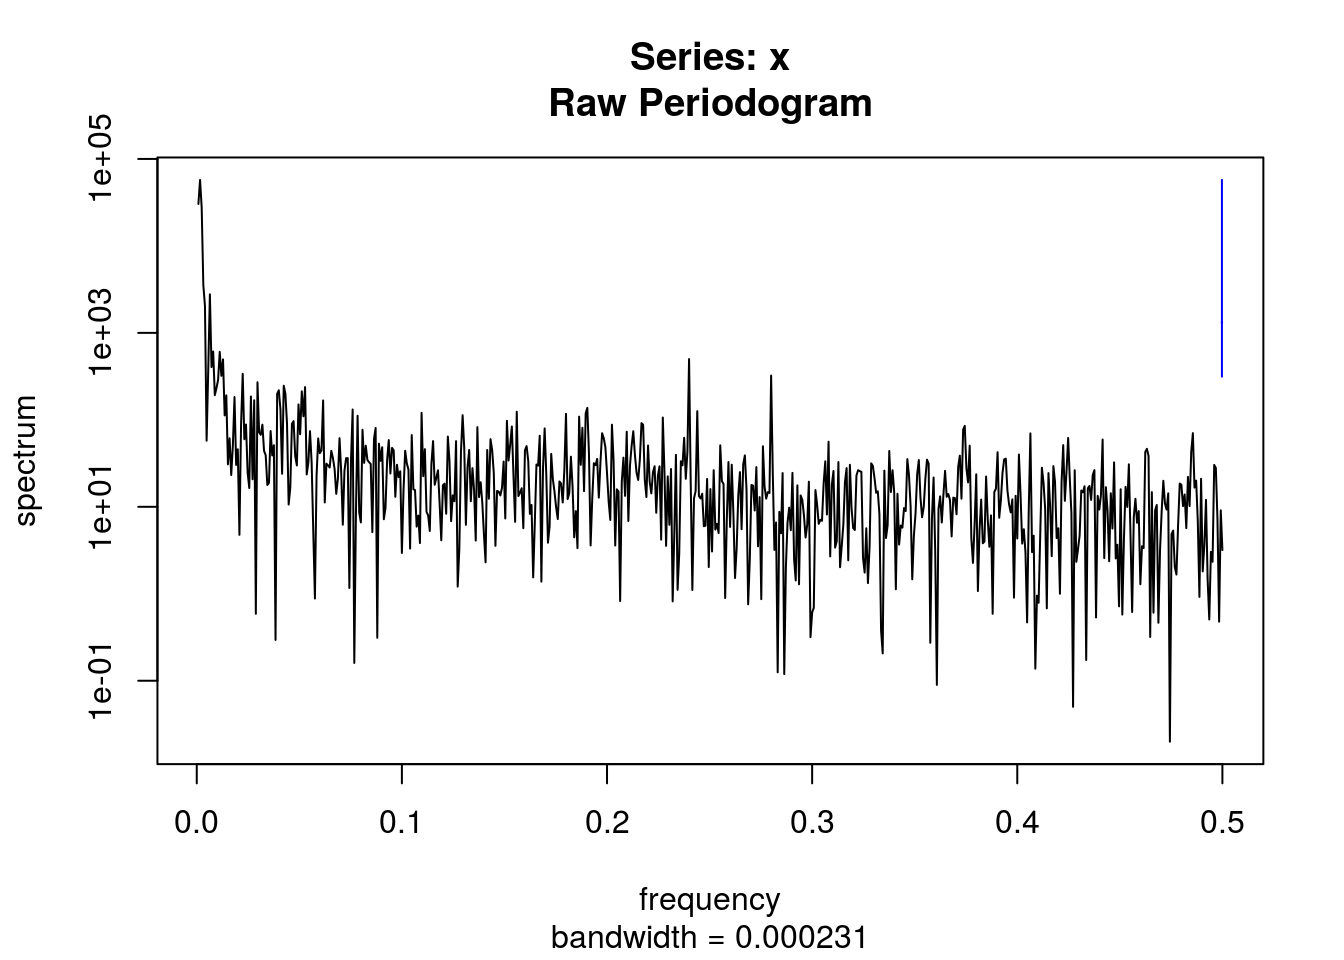 Series: x
Raw Periodogram
spectrum
1e+05
1e+03
1e+01
1e-01
0.0 0.1 0.2 0.3 0.4 0.5
frequency
bandwidth = 0.000231